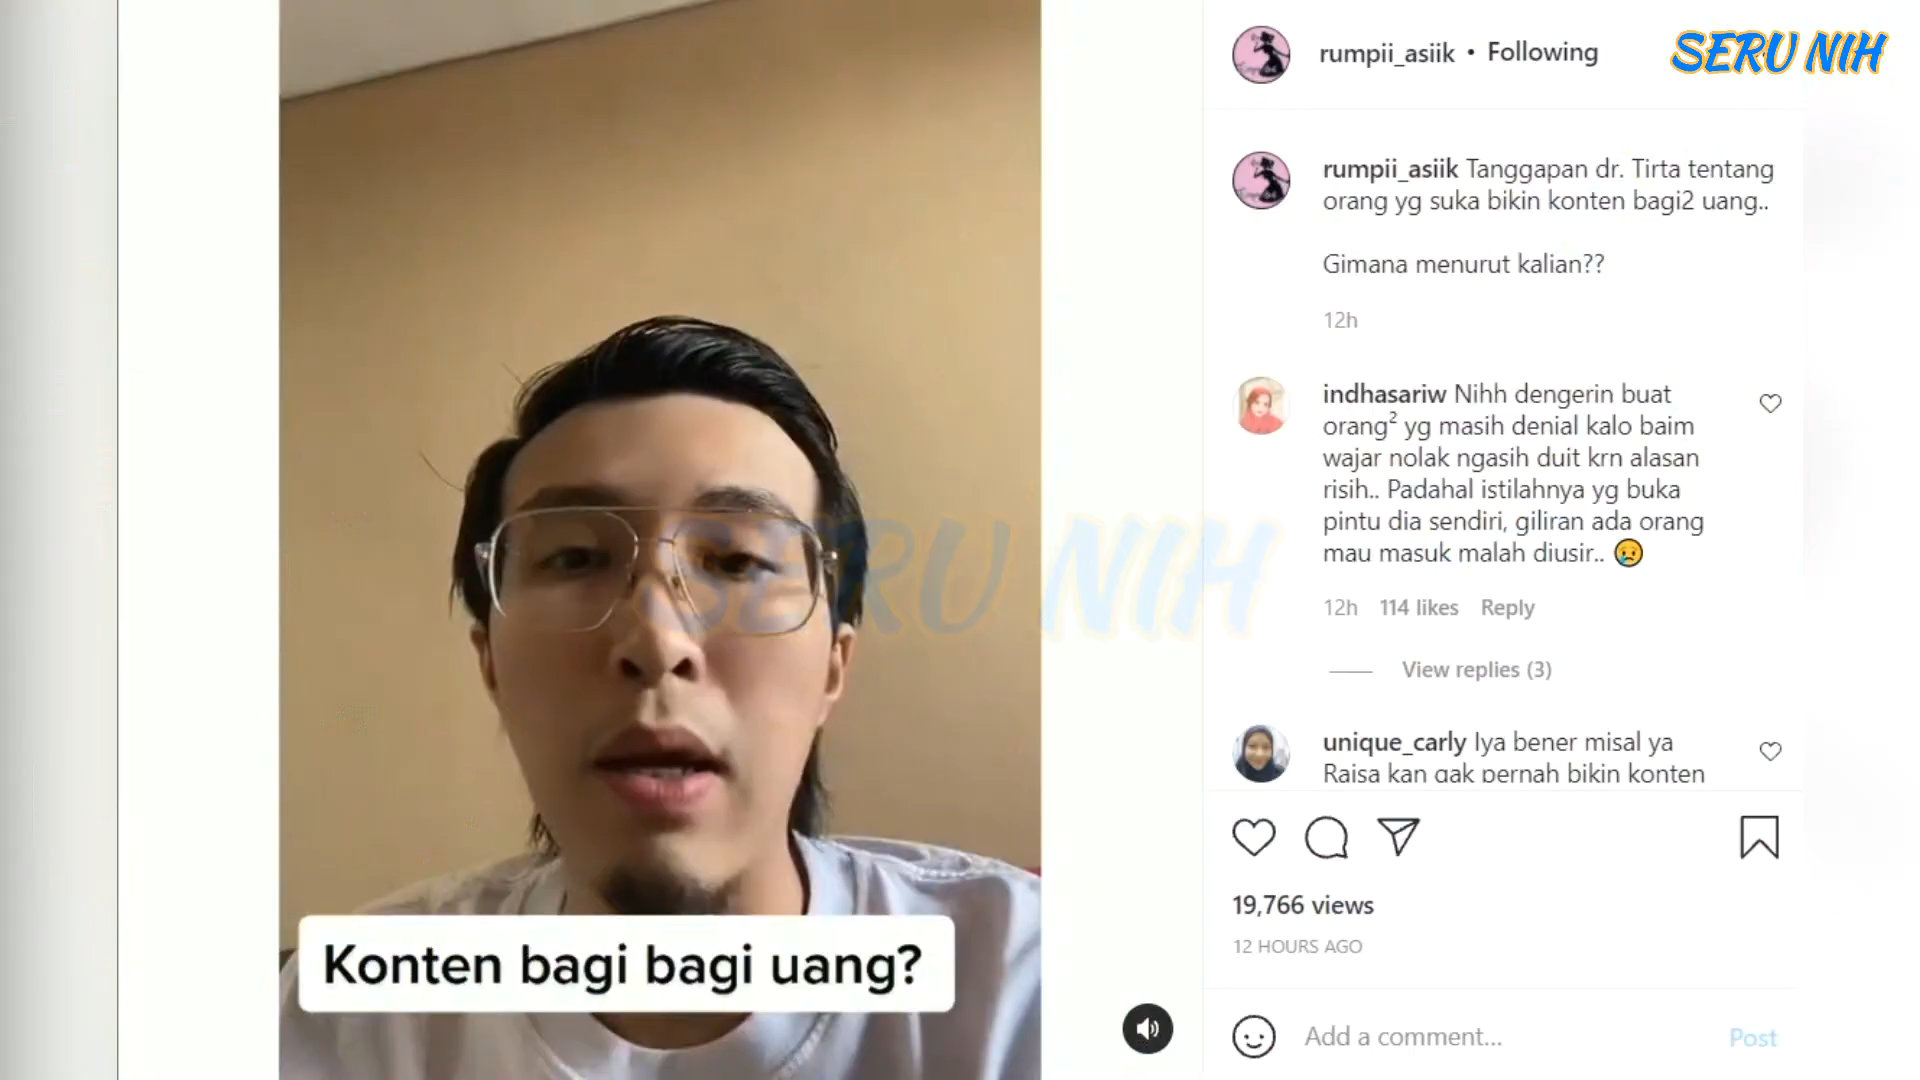 rumpii_asiik • Following
SERU NIH
rumpii_asiik Tanggapan dr. Tirta tentang
orang yg suka bikin konten bagi2 uang..
Gimana menurut kalian??
12h
indhasariw Nihh dengerin buat
orang² yg masih denial kalo baim
wajar nolak ngasih duit krn alasan
risih.. Padahal istilahnya yg buka
pintu dia sendiri, giliran ada orang
mau masuk malah diusir.. 😢
12h 114 likes Reply
View replies (3)
unique_carly Iya bener misal ya
Raisa kan gak pernah bikin konten
19,766 views
12 HOURS AGO
Add a comment... Post
SERU NIH
Konten bagi bagi uang?